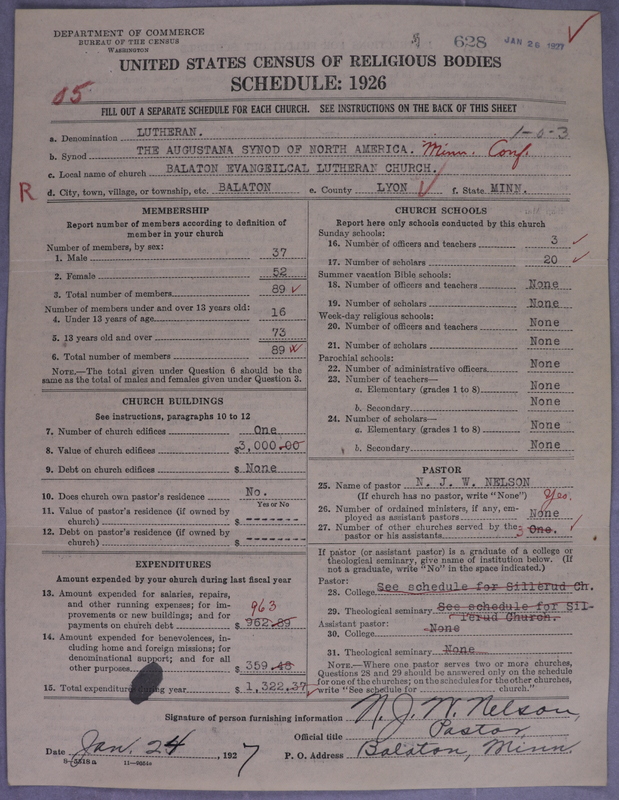 DEPARTMENT OF COMMERCE
BUREAU OF THE CENSUS
WASHINGTON
628
JAN 26 1927
UNITED STATES CENSUS OF RELIGIOUS BODIES
SCHEDULE: 1926
05
FILL OUT A SEPARATE SCHEDULE FOR EACH CHURCH. SEE INSTRUCTIONS ON THE BACK OF THIS SHEET
1-0-3
a. Denomination LUTHERAN.
b. Synod THE AUGUSTANA SYNOD OF NORTH AMERICA. Minn. Conf.
c. Local name of church BALATON EVANGEILCAL LUTHERAN CHURCH.
R
d. City, town, village, or township, etc. BALATON e. County LYON f. State MINN.
MEMBERSHIP
Report number of members according to definition of
member in your church
Number of members, by sex:
1. Male 37
2. Female 52
3. Total number of members 89
Number of members under and over 13 years old:
4. Under 13 years of age 16
5. 13 years old and over 73
6. Total number of members 89
NOTE.—The total given under Question 6 should be the
same as the total of males and females given under Question 3.
CHURCH BUILDINGS
See instructions, paragraphs 10 to 12
7. Number of church edifices One
8. Value of church edifices $3,000.00
9. Debt on church edifices $ None
10. Does church own pastor's residence No.
Yes or No
11. Value of pastor's residence (if owned by
church) $ -------
12. Debt on pastor's residence (if owned by
church) $ -------
EXPENDITURES
Amount expended by your church during last fiscal year
13. Amount expended for salaries, repairs,
and other running expenses; for im-
provements or new buildings; and for
963
payments on church debt $ 962.89
14. Amount expended for benevolences, in-
cluding home and foreign missions; for
denominational support; and for all
other purposes $ 359.48
15. Total expenditures during year $ 1,322.37
CHURCH SCHOOLS
Report here only schools conducted by this church
Sunday schools:
16. Number of officers and teachers 3
17. Number of scholars 20
Summer vacation Bible schools:
18. Number of officers and teachers None
19. Number of scholars None
Week-day religious schools:
20. Number of officers and teachers None
21. Number of scholars None
Parochial schools:
22. Number of administrative officers None
23. Number of teachers—
a. Elementary (grades 1 to 8) None
b. Secondary None
24. Number of scholars—
a. Elementary (grades 1 to 8) None
b. Secondary None
PASTOR
25. Name of pastor N. J. W. NELSON
(If church has no pastor, write "None") Yes.
26. Number of ordained ministers, if any, em-
ployed as assistant pastors None
27. Number of other churches served by the
pastor or his assistants 3 One.
If pastor (or assistant pastor) is a graduate of a college or
theological seminary, give name of institution below. (If
not a graduate, write "No" in the space indicated.)
Pastor:
28. College See schedule for Sillerud Ch.
29. Theological seminary See schedule for Sil-
lerud Church.
Assistant pastor:
30. College None
31. Theological seminary None
NOTE.—Where one pastor serves two or more churches,
Questions 28 and 29 should be answered only on the schedule
for one of the churches; on the schedules for the other churches,
write "See schedule for church."
Signature of person furnishing information N. J. W. Nelson,
Official title Pastor,
Date Jan. 24, 1927 P. O. Address Balaton, Minn.
8-5318a 11-9051a